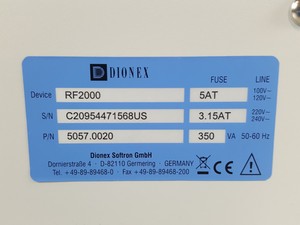 DIONEX
FUSE LINE
Device RF2000 5AT 100V~ 120V~
S/N C20954471568US 3.15AT 220V~ 240V~
P/N 5057.0020 350 VA 50-60 Hz
Dionex Softron GmbH
Dornierstraße 4 · D-82110 Germering · GERMANY
Tel +49-89-89468-0 / Fax +49-89-89468-200
CE